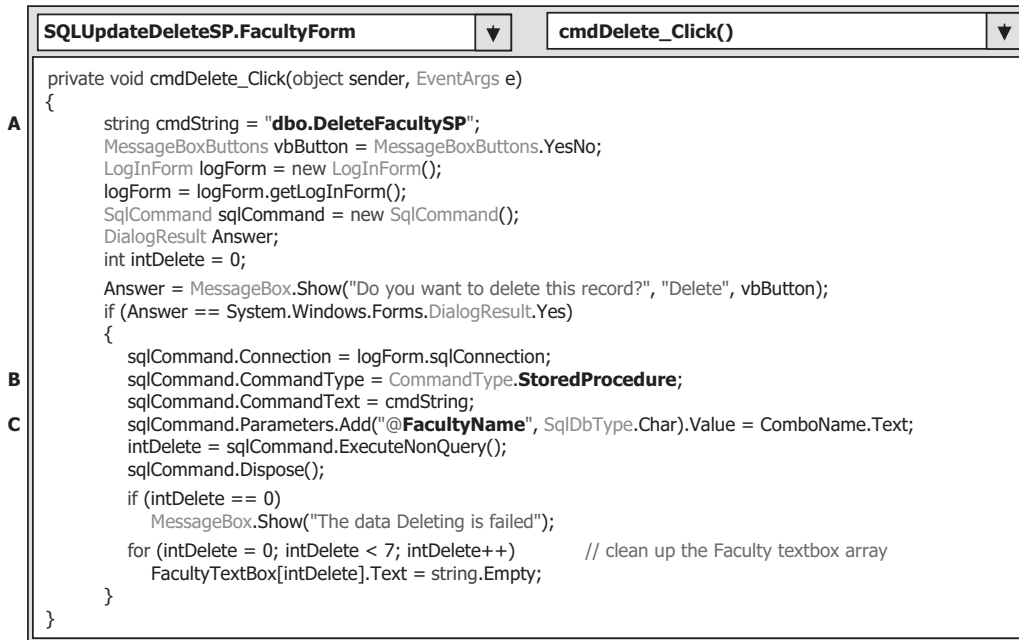 SQLUpdateDeleteSP.FacultyForm cmdDelete_Click()
private void cmdDelete_Click(object sender, EventArgs e)
{
A string cmdString = "dbo.DeleteFacultySP";
MessageBoxButtons vbButton = MessageBoxButtons.YesNo;
LogInForm logForm = new LogInForm();
logForm = logForm.getLogInForm();
SqlCommand sqlCommand = new SqlCommand();
DialogResult Answer;
int intDelete = 0;
Answer = MessageBox.Show("Do you want to delete this record?", "Delete", vbButton);
if (Answer == System.Windows.Forms.DialogResult.Yes)
{
sqlCommand.Connection = logForm.sqlConnection;
B sqlCommand.CommandType = CommandType.StoredProcedure;
sqlCommand.CommandText = cmdString;
C sqlCommand.Parameters.Add("@FacultyName", SqlDbType.Char).Value = ComboName.Text;
intDelete = sqlCommand.ExecuteNonQuery();
sqlCommand.Dispose();
if (intDelete == 0)
MessageBox.Show("The data Deleting is failed");
for (intDelete = 0; intDelete < 7; intDelete++) // clean up the Faculty textbox array
FacultyTextBox[intDelete].Text = string.Empty;
}
}